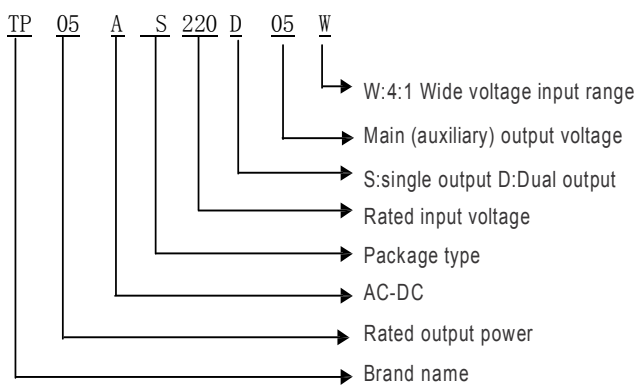 TP 05 A S 220 D 05 W
W:4:1 Wide voltage input range
Main (auxiliary) output voltage
S:single output D:Dual output
Rated input voltage
Package type
AC-DC
Rated output power
Brand name